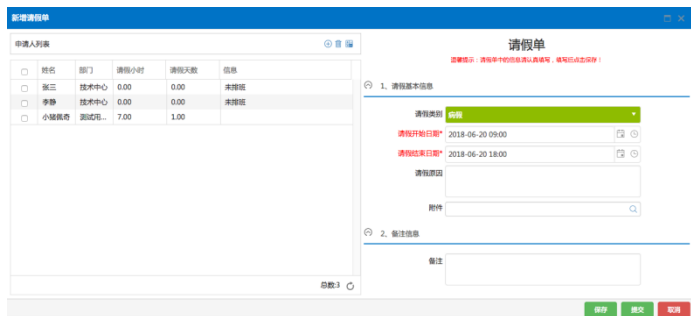 新增请假单
申请人列表
姓名 部门 请假小时 请假天数 信息
张三 技术中心 0.00 0.00 未排班
李静 技术中心 0.00 0.00 未排班
小猪佩奇 测试用... 7.00 1.00
总数:3
请假单
温馨提示：请假单中的信息请认真填写，填写后点击保存！
1、请假基本信息
请假类别 病假
请假开始日期* 2018-06-20 09:00
请假结束日期* 2018-06-20 18:00
请假原因
附件
2、备注信息
备注
保存 提交 取消